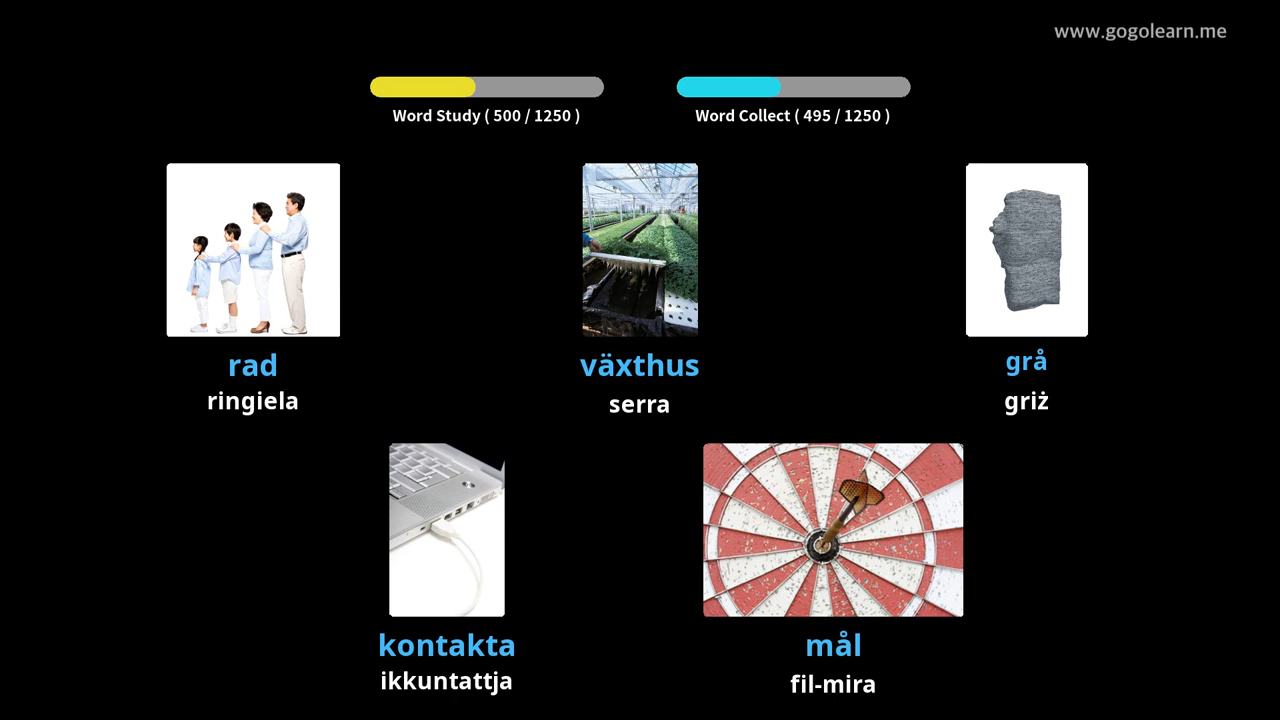 www.gogolearn.me
Word Study ( 500 / 1250 )
Word Collect ( 495 / 1250 )
rad
ringiela
växthus
serra
grå
griż
kontakta
ikkuntattja
mål
fil-mira